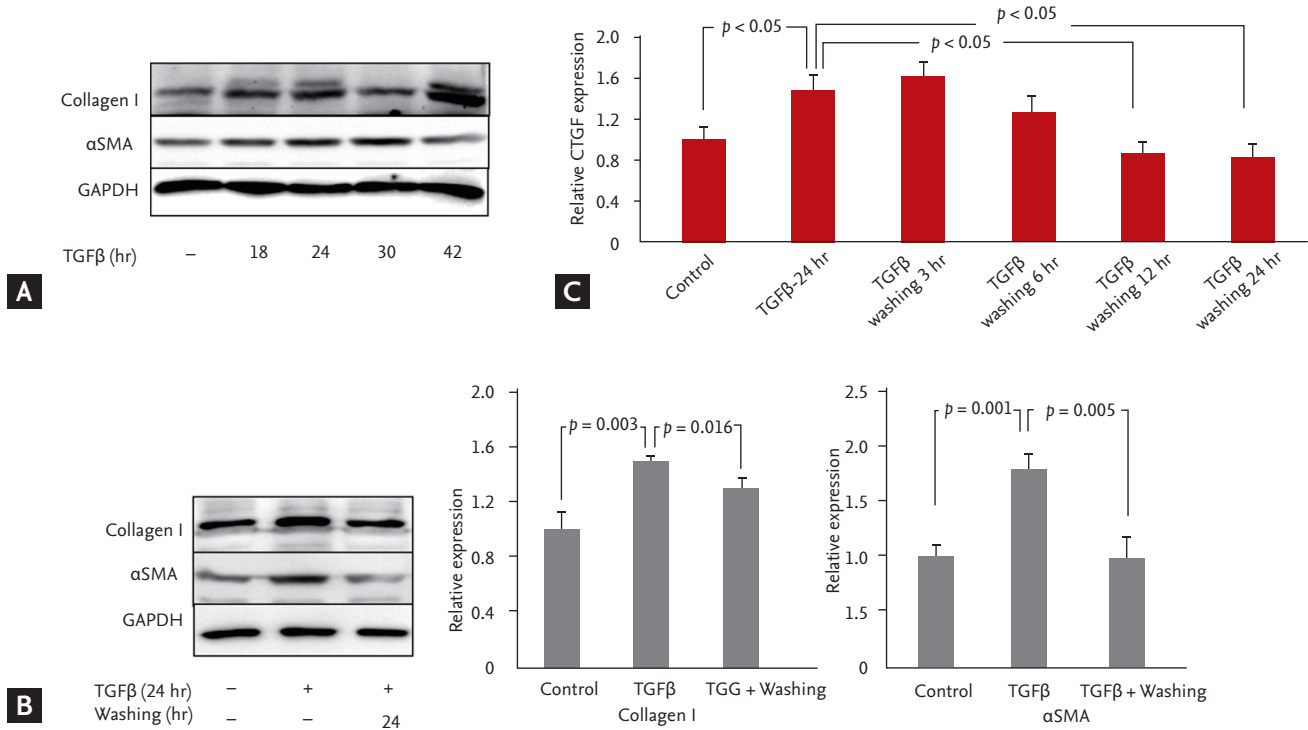 Collagen I
αSMA
GAPDH
TGFβ (hr)
– 18 24 30 42
A
Relative CTGF expression
2.0
1.6
1.2
0.8
0.4
0
p < 0.05
p < 0.05
p < 0.05
Control
TGFβ-24 hr
TGFβ
washing 3 hr
TGFβ
washing 6 hr
TGFβ
washing 12 hr
TGFβ
washing 24 hr
C
Collagen I
αSMA
GAPDH
TGFβ (24 hr) – + +
Washing (hr) – – 24
B
Relative expression
2.0
1.6
1.2
0.8
0.4
0
p = 0.003
p = 0.016
Control TGFβ TGG + Washing
Collagen I
Relative expression
2.5
2.0
1.5
1.0
1.5
0
p = 0.001
p = 0.005
Control TGFβ TGFβ + Washing
αSMA